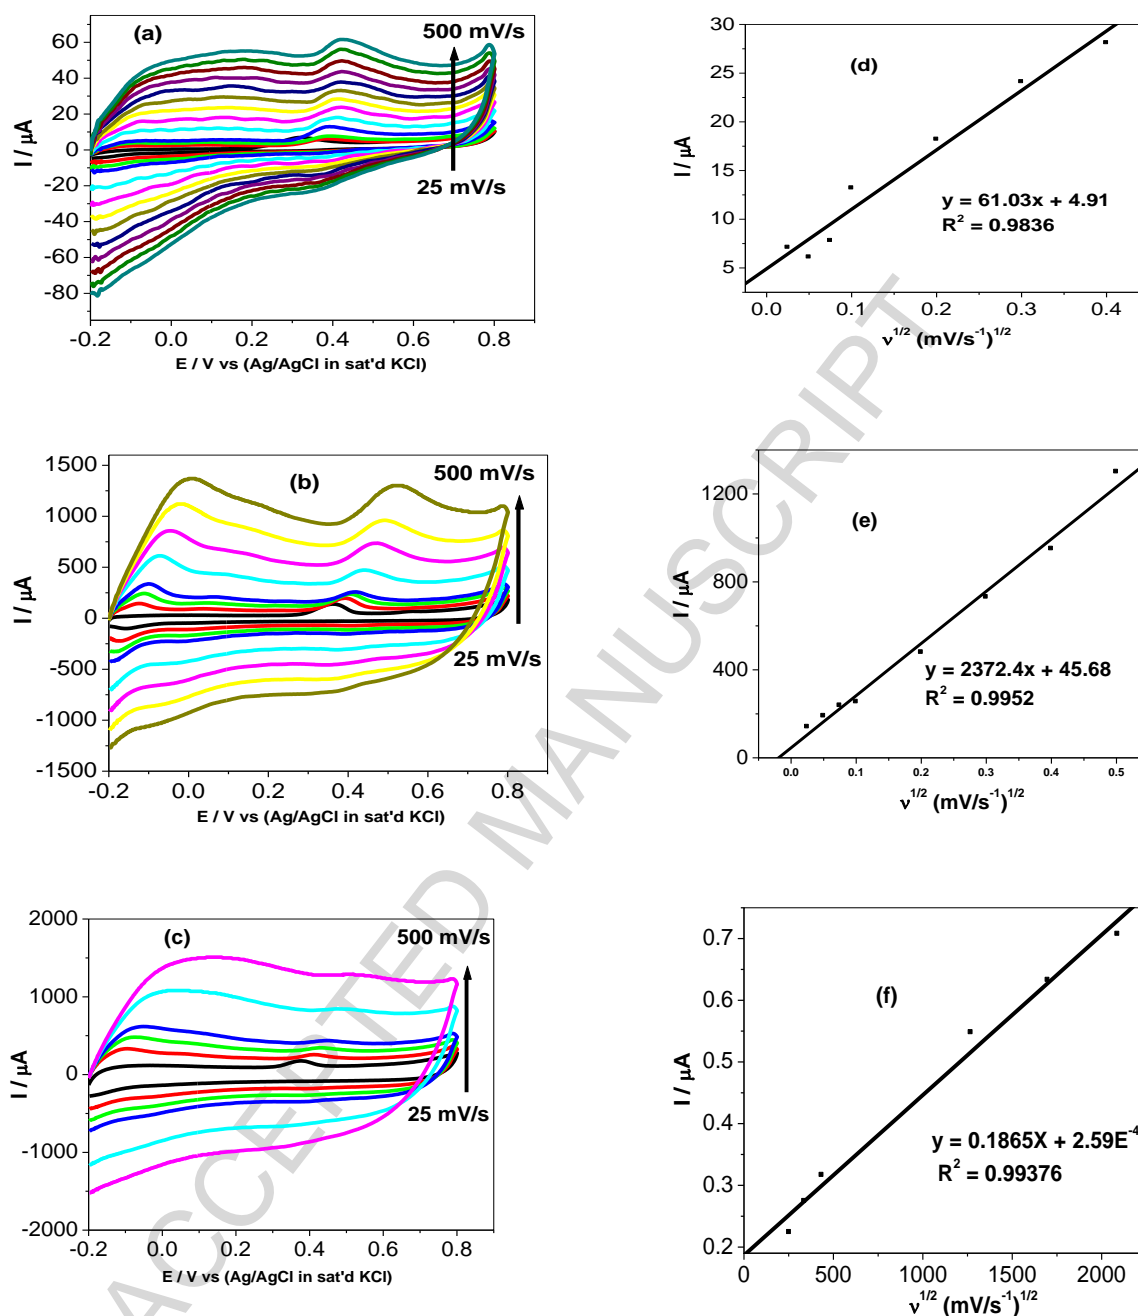 (a)
500 mV/s
25 mV/s
60
40
20
0
-20
-40
-60
-80
I / µA
-0.2 0.0 0.2 0.4 0.6 0.8
E / V vs (Ag/AgCl in sat'd KCl)
(d)
30
25
20
15
10
5
I / µA
y = 61.03x + 4.91
R² = 0.9836
0.0 0.1 0.2 0.3 0.4
ν^1/2 (mV/s^-1)^1/2
(b)
500 mV/s
25 mV/s
1500
1000
500
0
-500
-1000
-1500
I / µA
-0.2 0.0 0.2 0.4 0.6 0.8
E / V vs (Ag/AgCl in sat'd KCl)
(e)
1200
800
400
0
I / µA
y = 2372.4x + 45.68
R² = 0.9952
0.0 0.1 0.2 0.3 0.4 0.5
ν^1/2 (mV/s^-1)^1/2
(c)
500 mV/s
25 mV/s
2000
1000
0
-1000
-2000
I / µA
-0.2 0.0 0.2 0.4 0.6 0.8
E / V vs (Ag/AgCl in sat'd KCl)
(f)
0.7
0.6
0.5
0.4
0.3
0.2
I / µA
y = 0.1865X + 2.59E^-4
R² = 0.99376
0 500 1000 1500 2000
ν^1/2 (mV/s^-1)^1/2
ACCEPTED MANUSCRIPT